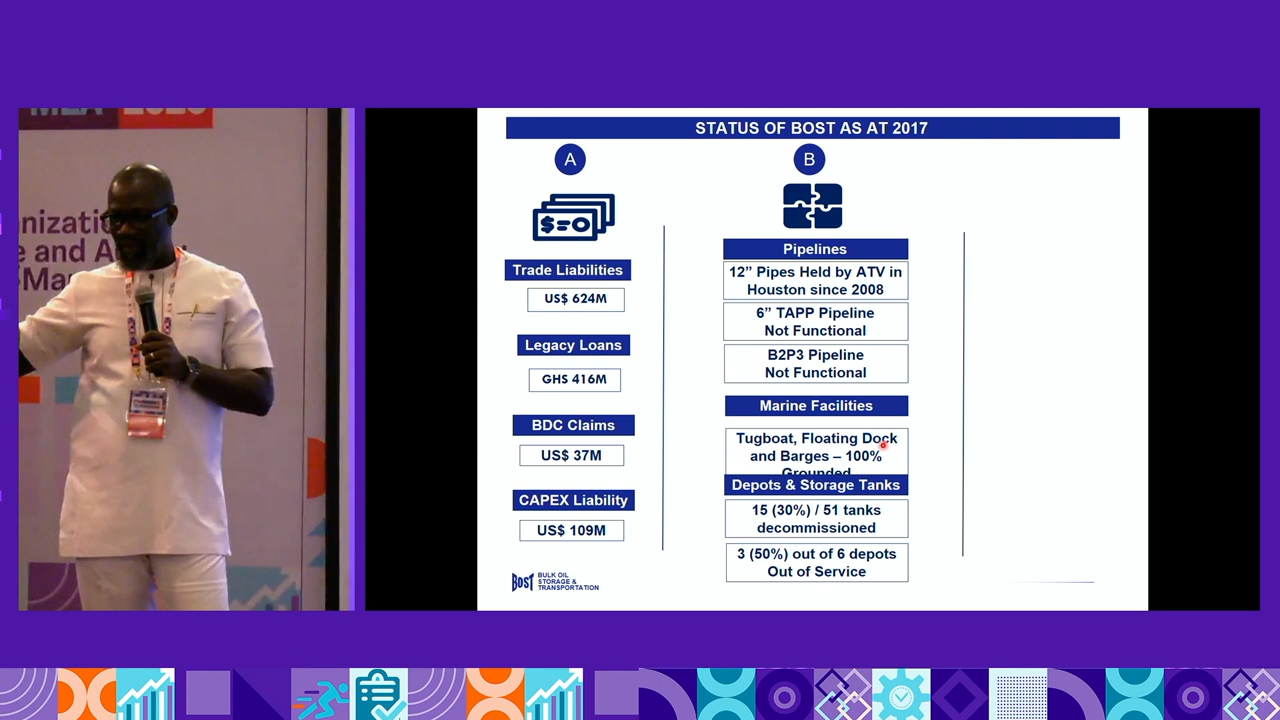 STATUS OF BOST AS AT 2017
A
$=O
Trade Liabilities
US$ 624M
Legacy Loans
GHS 416M
BDC Claims
US$ 37M
CAPEX Liability
US$ 109M
B
Pipelines
12” Pipes Held by ATV in
Houston since 2008
6” TAPP Pipeline
Not Functional
B2P3 Pipeline
Not Functional
Marine Facilities
Tugboat, Floating Dock
and Barges – 100%
Grounded
Depots & Storage Tanks
15 (30%) / 51 tanks
decommissioned
3 (50%) out of 6 depots
Out of Service
BOST
BULK OIL
STORAGE &
TRANSPORTATION